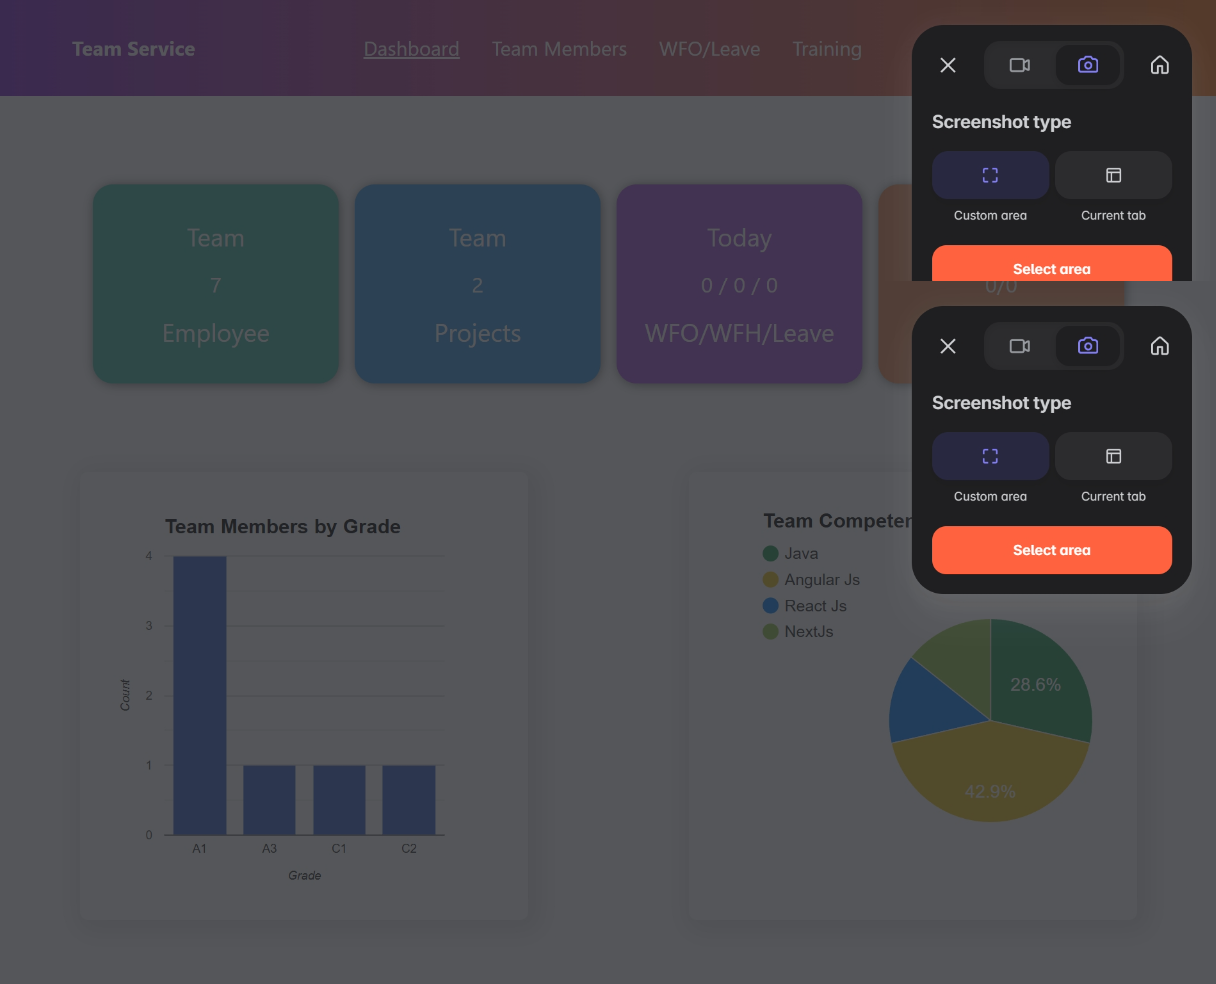 Team Service
Dashboard
Team Members
WFO/Leave
Training
Screenshot type
Custom area
Current tab
Select area
Team
7
Employee
Team
2
Projects
Today
0 / 0 / 0
WFO/WFH/Leave
0/0
Screenshot type
Custom area
Current tab
Select area
Team Members by Grade
4
3
2
1
0
Count
A1
A3
C1
C2
Grade
Team Competen
Java
Angular Js
React Js
NextJs
28.6%
42.9%